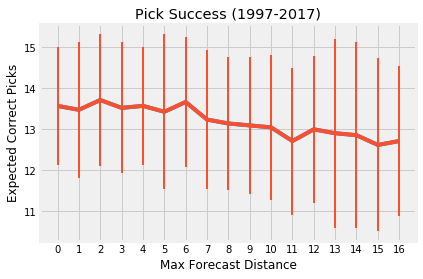 Pick Success (1997-2017)
Expected Correct Picks
15
14
13
12
11
0 1 2 3 4 5 6 7 8 9 10 11 12 13 14 15 16
Max Forecast Distance